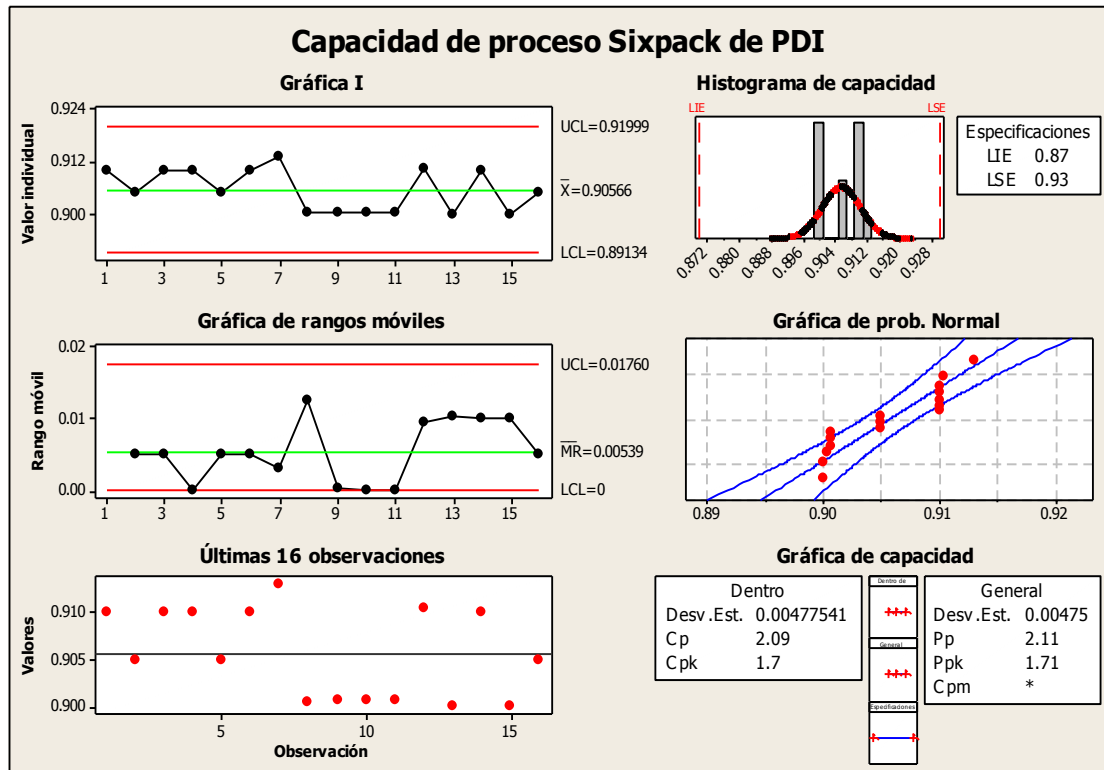 Capacidad de proceso Sixpack de PDI
Gráfica I
Valor individual
0.924
0.912
0.900
1 3 5 7 9 11 13 15
UCL=0.91999
X=0.90566
LCL=0.89134
Histograma de capacidad
LIE LSE
0.872 0.880 0.888 0.896 0.904 0.912 0.920 0.928
Especificaciones
LIE 0.87
LSE 0.93
Gráfica de rangos móviles
Rango móvil
0.02
0.01
0.00
1 3 5 7 9 11 13 15
UCL=0.01760
MR=0.00539
LCL=0
Gráfica de prob. Normal
0.89 0.90 0.91 0.92
Últimas 16 observaciones
Valores
0.910
0.905
0.900
5 10 15
Observación
Gráfica de capacidad
Dentro
Desv.Est. 0.00477541
Cp 2.09
Cpk 1.7
Dentro de
General
Especificaciones
General
Desv.Est. 0.00475
Pp 2.11
Ppk 1.71
Cpm *